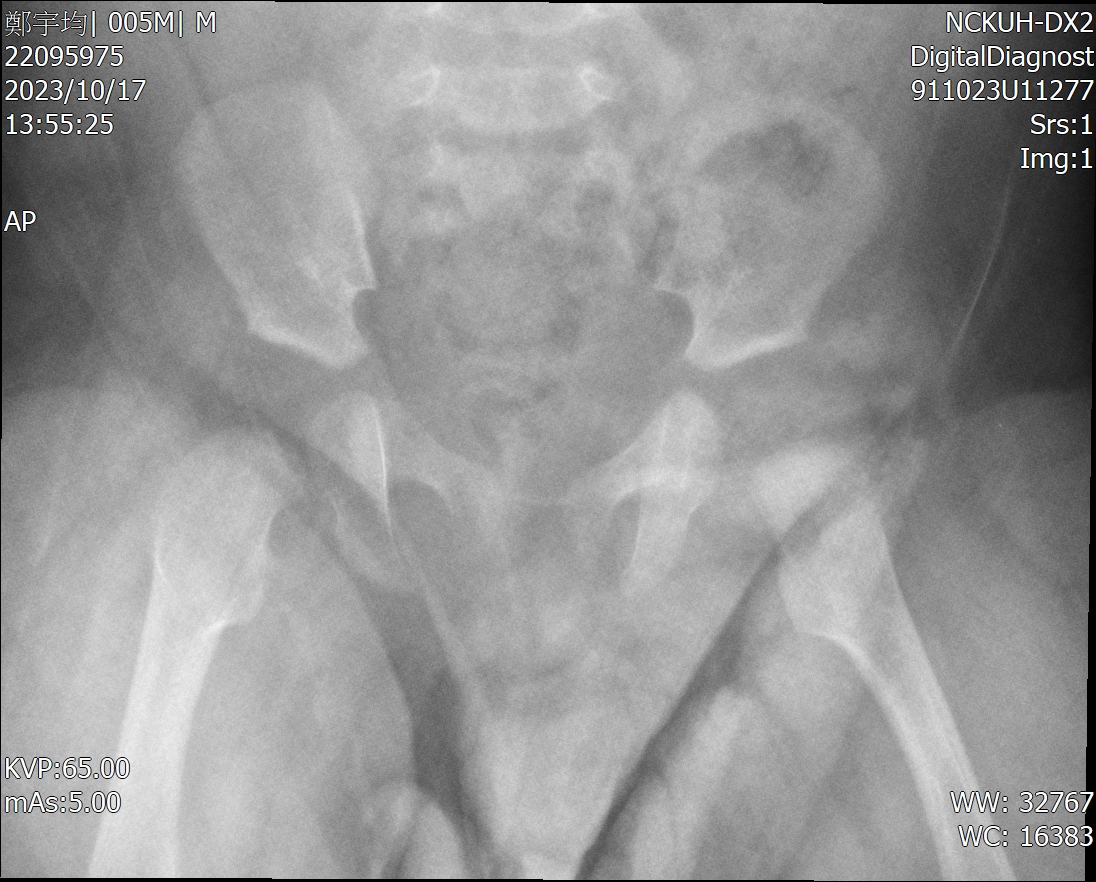 鄭宇均| 005M| M
22095975
2023/10/17
13:55:25
AP
NCKUH-DX2
DigitalDiagnost
911023U11277
Srs:1
Img:1
KVP:65.00
mAs:5.00
WW: 32767
WC: 16383